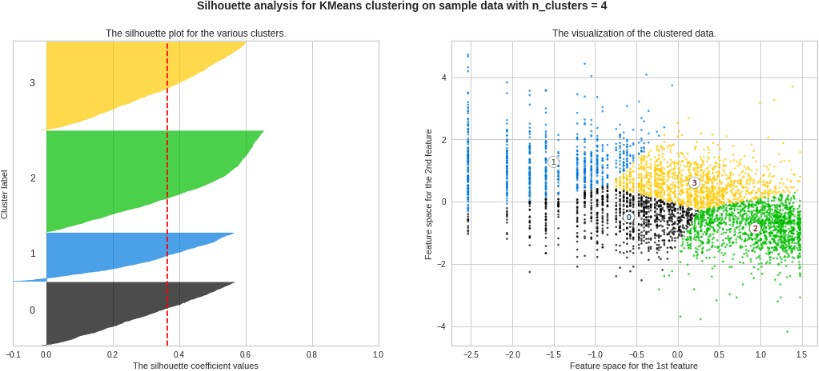 Silhouette analysis for KMeans clustering on sample data with n_clusters = 4
The silhouette plot for the various clusters.
3
2
1
0
Cluster label
-0.1 0.0 0.2 0.4 0.6 0.8 1.0
The silhouette coefficient values
The visualization of the clustered data.
4
2
0
−2
−4
Feature space for the 2nd feature
1
3
0
2
−2.5 −2.0 −1.5 −1.0 −0.5 0.0 0.5 1.0 1.5
Feature space for the 1st feature